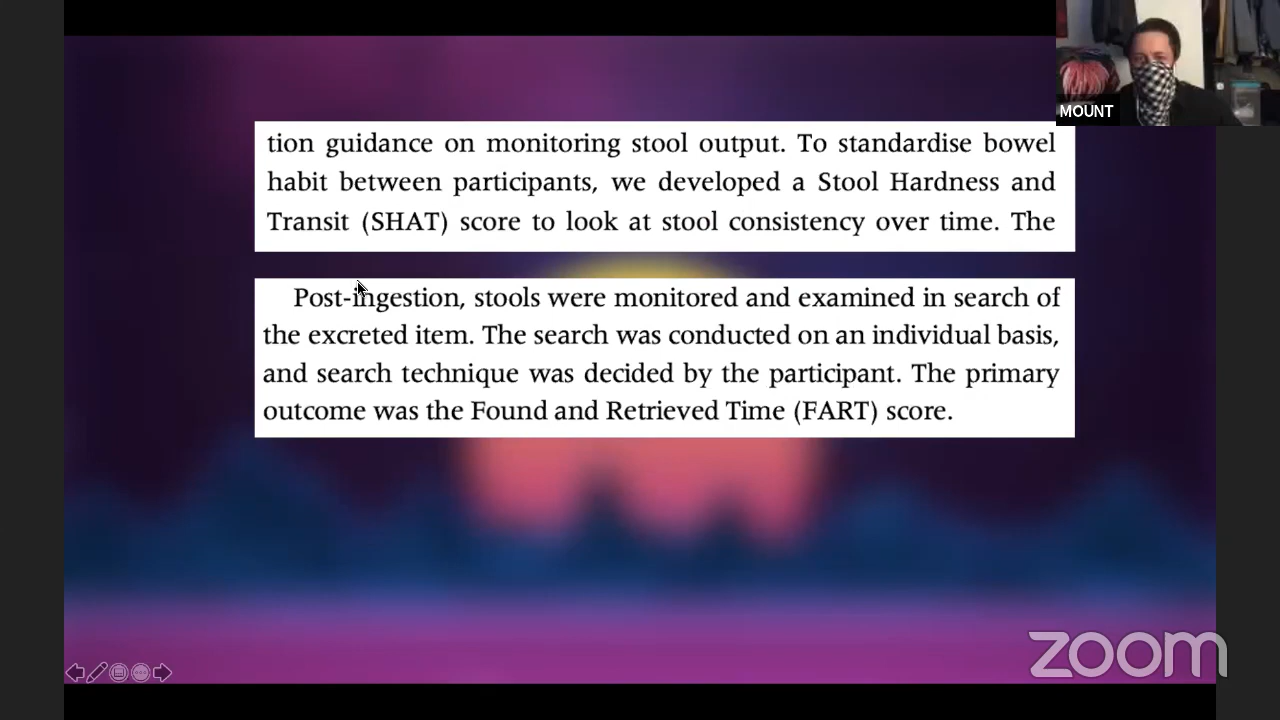 MOUNT
tion guidance on monitoring stool output. To standardise bowel
habit between participants, we developed a Stool Hardness and
Transit (SHAT) score to look at stool consistency over time. The
Post-ingestion, stools were monitored and examined in search of
the excreted item. The search was conducted on an individual basis,
and search technique was decided by the participant. The primary
outcome was the Found and Retrieved Time (FART) score.
zoom